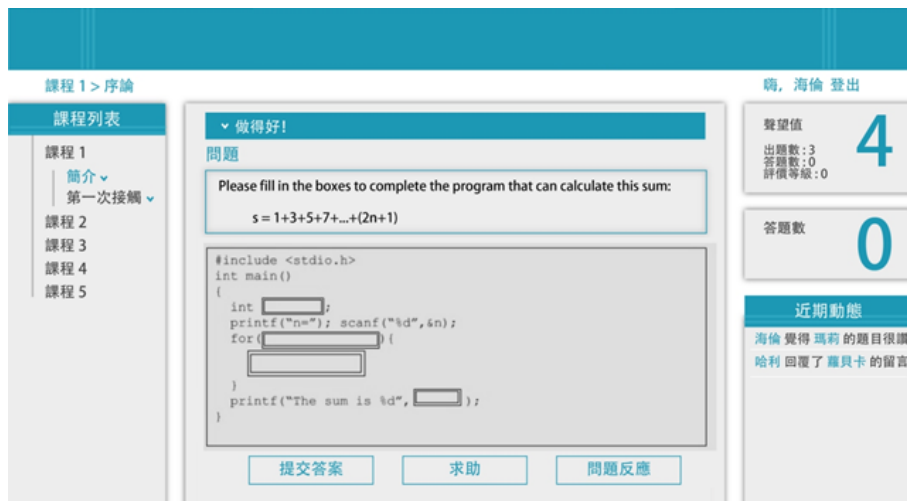 課程 1 > 序論
嗨, 海倫 登出
課程列表
課程 1
簡介
第一次接觸
課程 2
課程 3
課程 4
課程 5
做得好!
問題
Please fill in the boxes to complete the program that can calculate this sum:
s = 1+3+5+7+...+(2n+1)
#include <stdio.h>
int main()
{
int ;
printf("n="); scanf("%d",&n);
for( ){
}
printf("The sum is %d", );
}
提交答案 求助 問題反應
聲望值
4
出題數:3
答題數:0
評價等級:0
答題數
0
近期動態
海倫 覺得 瑪莉 的題目很讚
哈利 回覆了 蘿貝卡 的留言